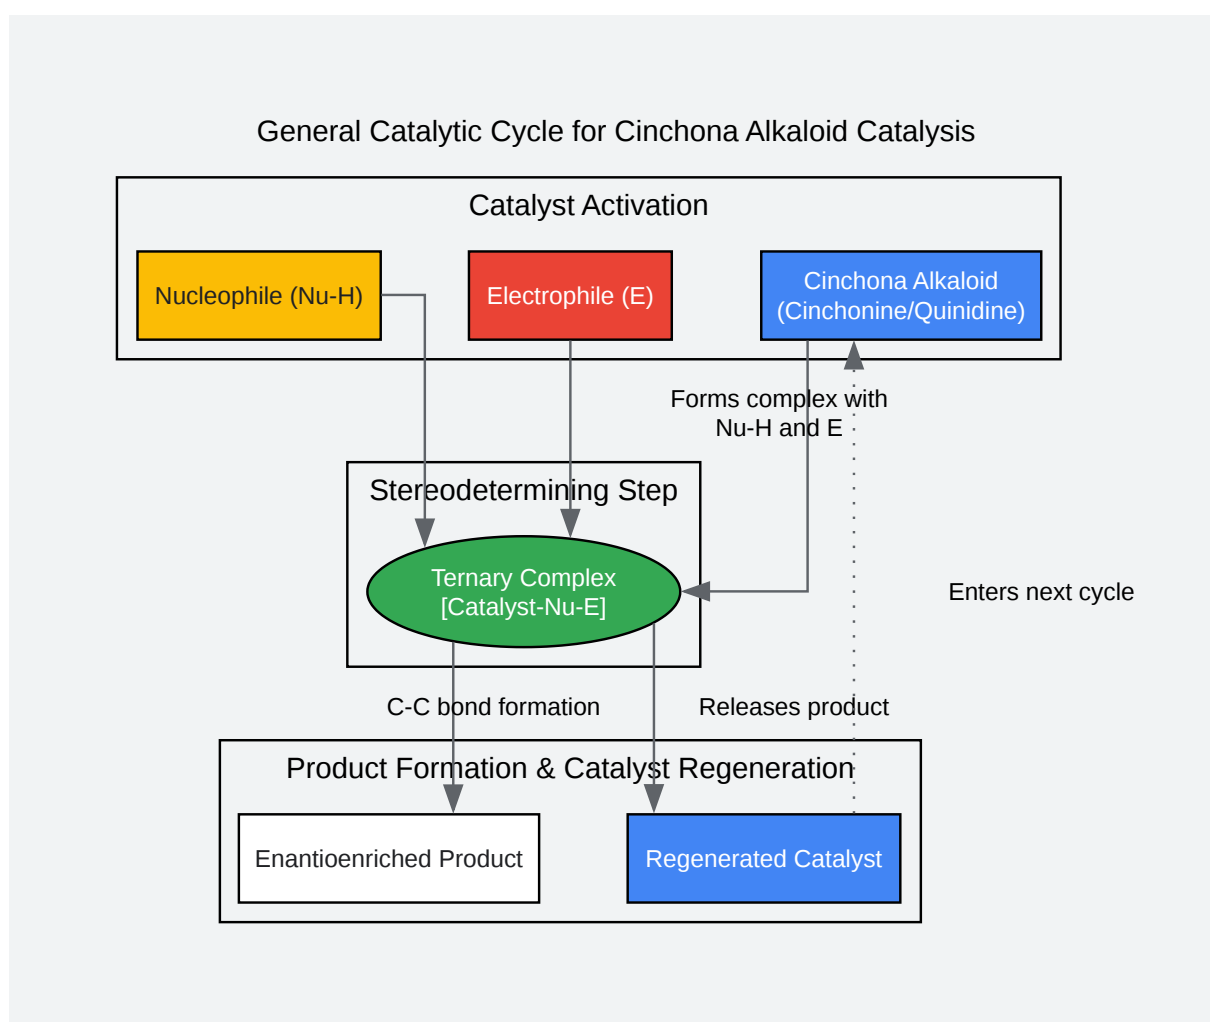 General Catalytic Cycle for Cinchona Alkaloid Catalysis
Catalyst Activation
Nucleophile (Nu-H)
Electrophile (E)
Cinchona Alkaloid
(Cinchonine/Quinidine)
Forms complex with
Nu-H and E
Stereodetermining Step
Ternary Complex
[Catalyst-Nu-E]
Enters next cycle
C-C bond formation
Releases product
Product Formation & Catalyst Regeneration
Enantioenriched Product
Regenerated Catalyst